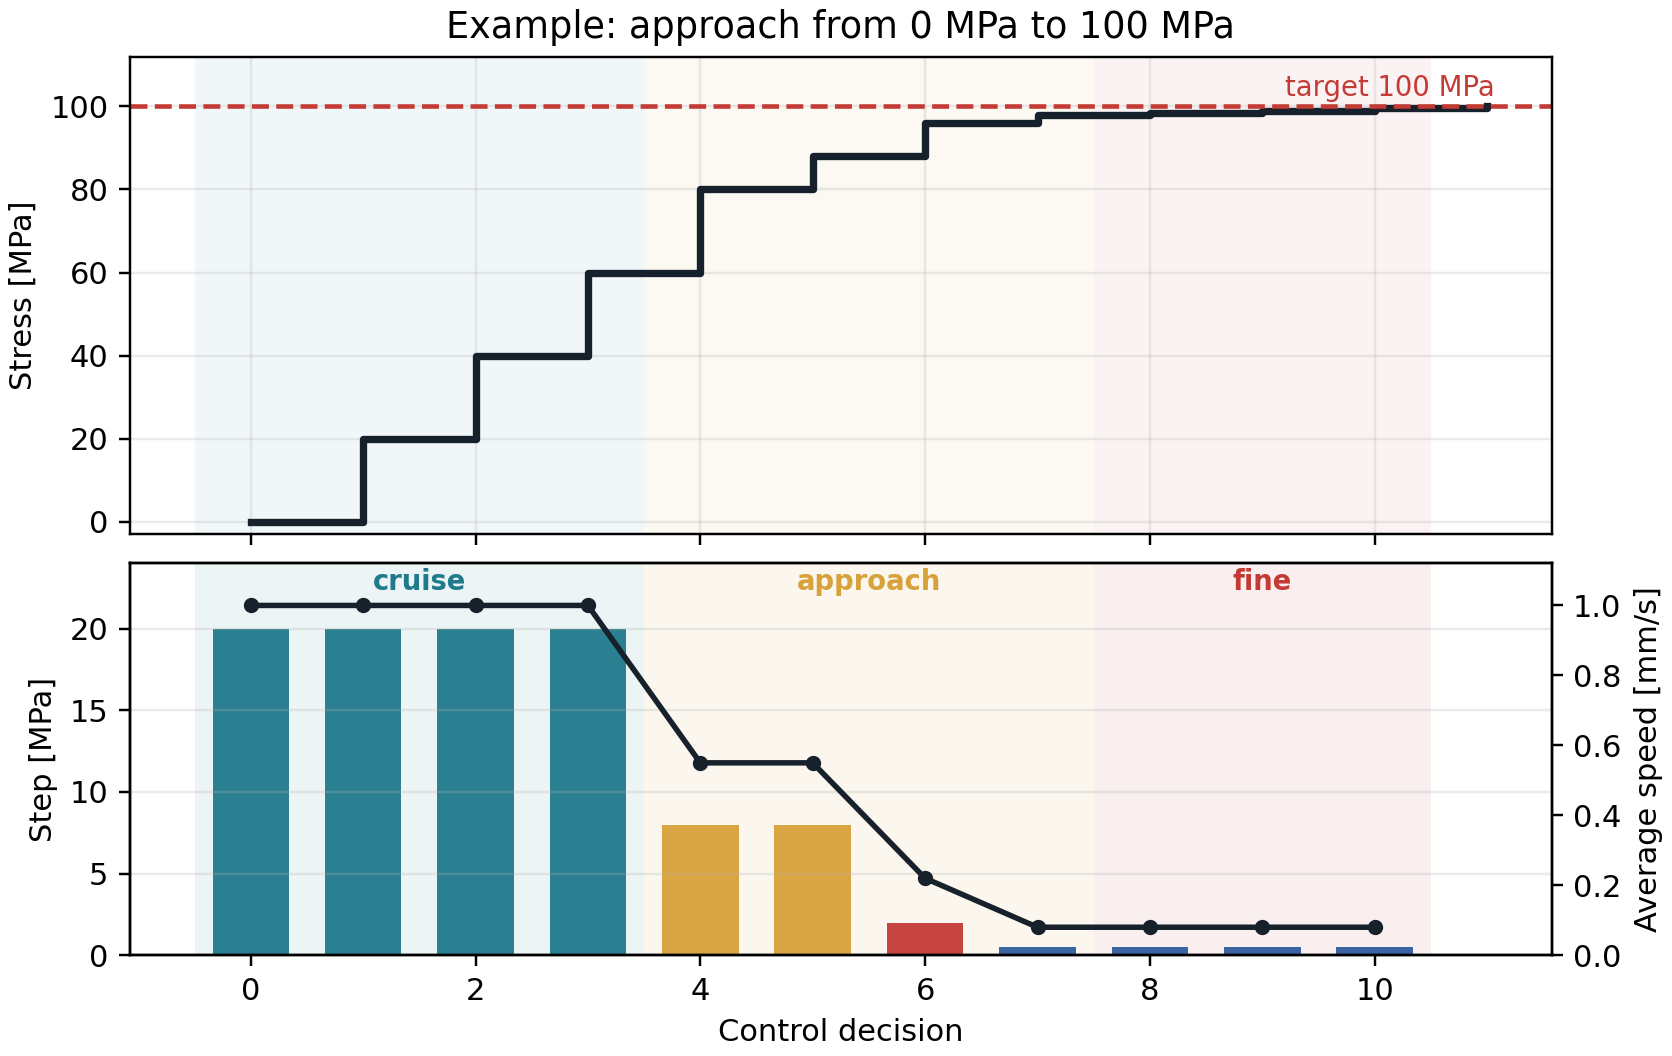 Example: approach from 0 MPa to 100 MPa
target 100 MPa
100
80
60
40
20
0
Stress [MPa]
cruise
approach
fine
20
15
10
5
0
Step [MPa]
1.0
0.8
0.6
0.4
0.2
0.0
Average speed [mm/s]
0 2 4 6 8 10
Control decision